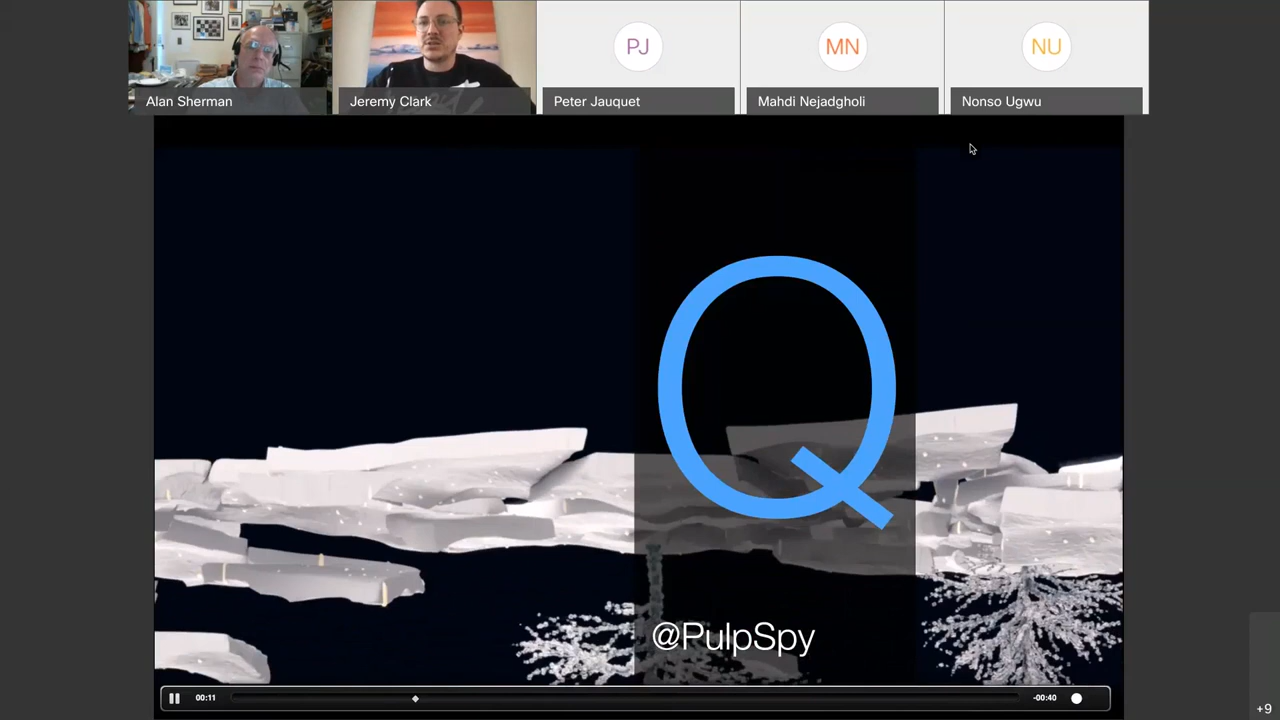 PJ
MN
NU
Alan Sherman
Jeremy Clark
Peter Jauquet
Mahdi Nejadgholi
Nonso Ugwu
Q
@PulpSpy
00:11
-00:40
+9